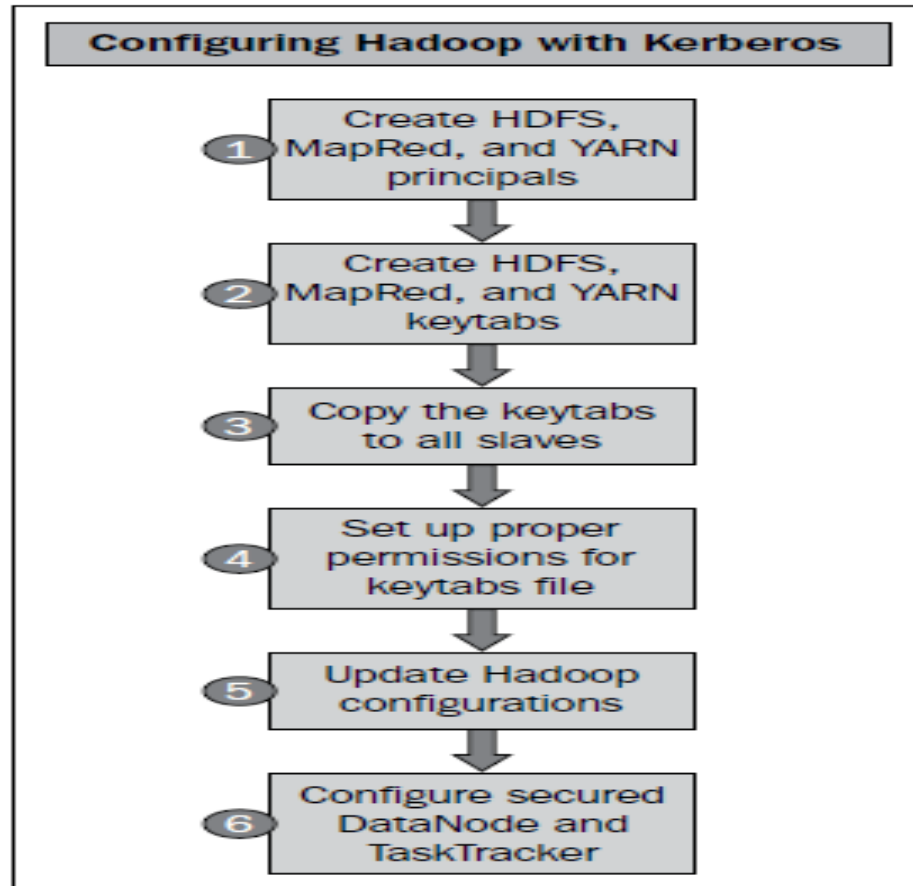 Configuring Hadoop with Kerberos
1
Create HDFS,
MapRed, and YARN
principals
2
Create HDFS,
MapRed, and YARN
keytabs
3
Copy the keytabs
to all slaves
4
Set up proper
permissions for
keytabs file
5
Update Hadoop
configurations
6
Configure secured
DataNode and
TaskTracker